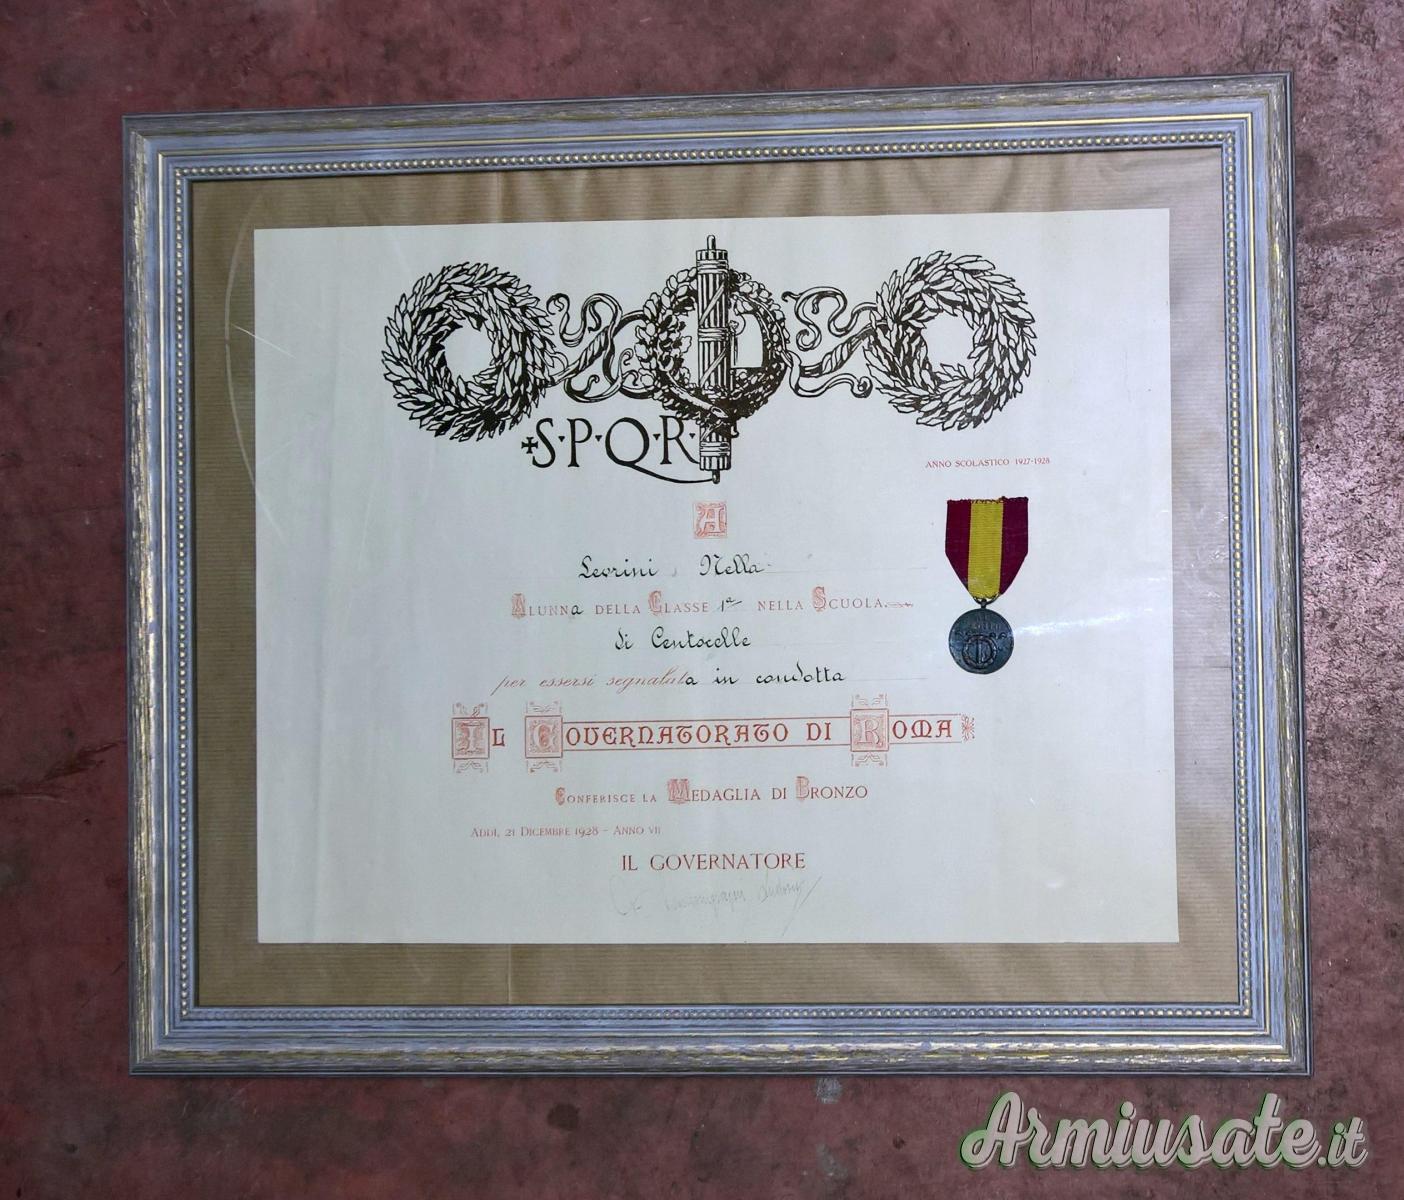 S·P·Q·R·
ANNO SCOLASTICO 1927-1928
A
Levrini Nella
ALUNNa DELLA CLASSE 1ª NELLA SCUOLA
di Centocelle
per essersi segnalata in condotta
IL GOVERNATORATO DI ROMA
CONFERISCE LA MEDAGLIA DI BRONZO
ADDÌ, 21 DICEMBRE 1928 - ANNO VII
IL GOVERNATORE
Armiusate.it